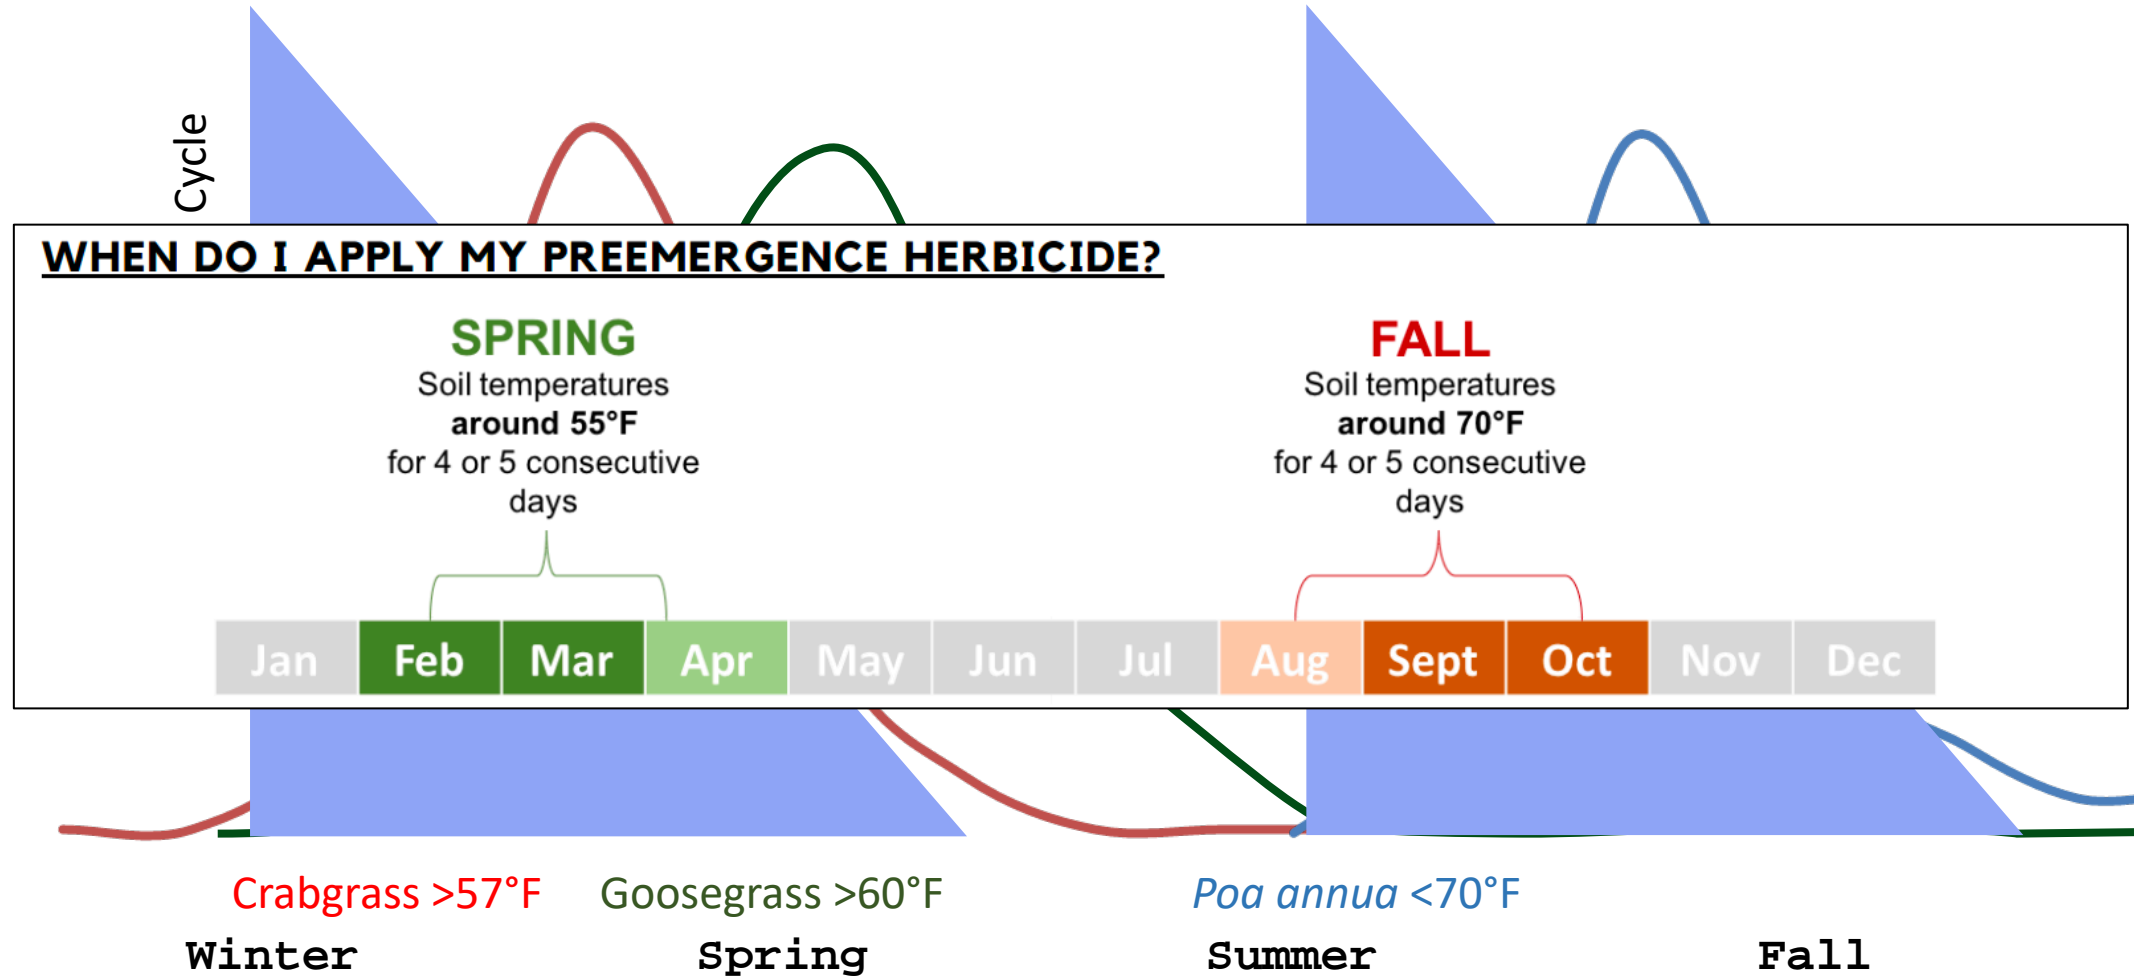 Cycle
WHEN DO I APPLY MY PREEMERGENCE HERBICIDE?
SPRING
Soil temperatures
around 55°F
for 4 or 5 consecutive
days
FALL
Soil temperatures
around 70°F
for 4 or 5 consecutive
days
Jan Feb Mar Apr May Jun Jul Aug Sept Oct Nov Dec
Crabgrass >57°F Goosegrass >60°F Poa annua <70°F
Winter Spring Summer Fall